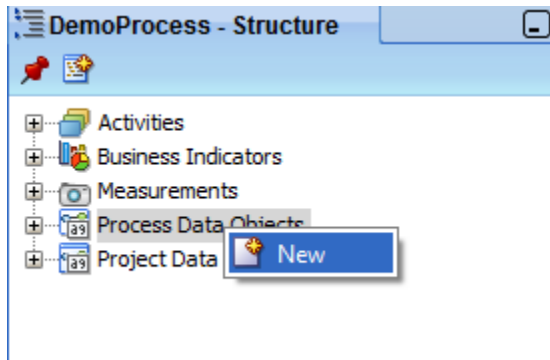 DemoProcess - Structure
Activities
Business Indicators
Measurements
Process Data Objects
New
Project Data